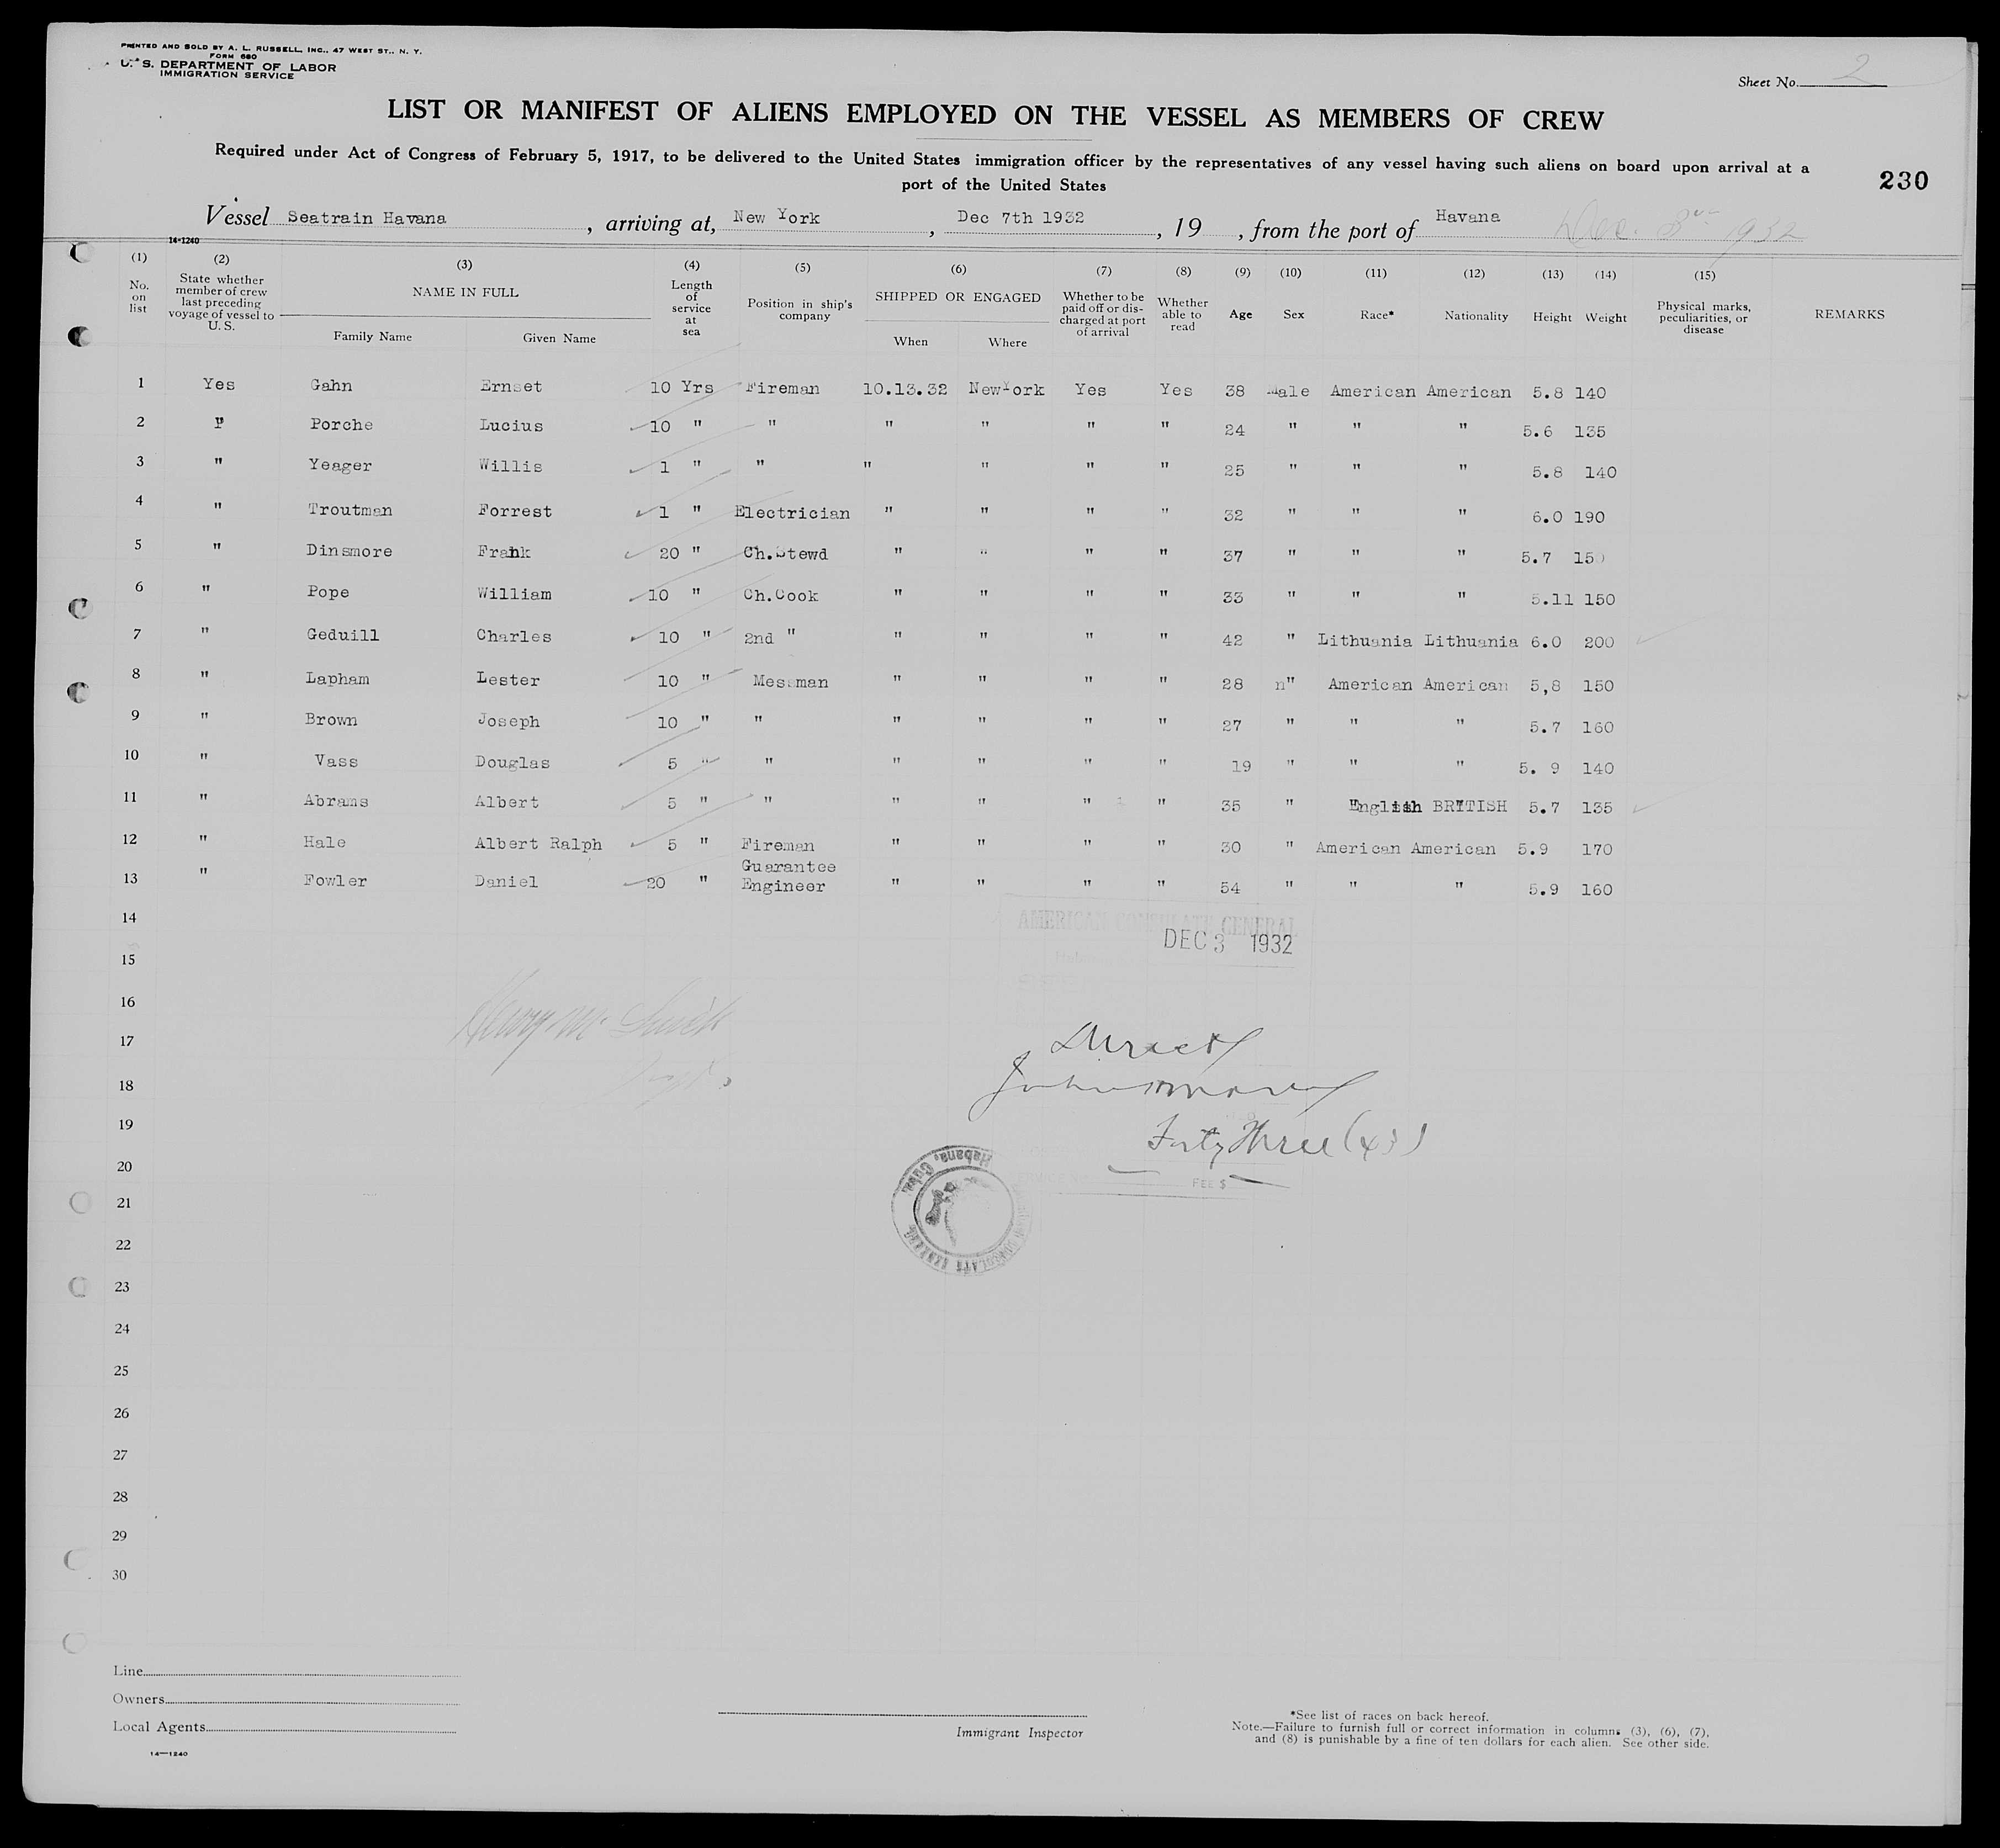 PRINTED AND SOLD BY A. L. RUSSELL, INC., 47 WEST ST., N. Y.
FORM 680
U. S. DEPARTMENT OF LABOR
IMMIGRATION SERVICE
Sheet No. 2
LIST OR MANIFEST OF ALIENS EMPLOYED ON THE VESSEL AS MEMBERS OF CREW
Required under Act of Congress of February 5, 1917, to be delivered to the United States immigration officer by the representatives of any vessel having such aliens on board upon arrival at a
port of the United States
230
Vessel Seatrain Havana, arriving at, New York, Dec 7th 1932, 19 , from the port of Havana Dec. 3rd 1932
14-1240
(1) (2) (3) (4) (5) (6) (7) (8) (9) (10) (11) (12) (13) (14) (15)
No. on list
State whether member of crew last preceding voyage of vessel to U. S.
NAME IN FULL
Family Name Given Name
Length of service at sea
Position in ship's company
SHIPPED OR ENGAGED
When Where
Whether to be paid off or discharged at port of arrival
Whether able to read
Age Sex Race* Nationality Height Weight
Physical marks, peculiarities, or disease
REMARKS
1 Yes Gahn Ernset 10 Yrs Fireman 10.13.32 NewYork Yes Yes 38 Male American American 5.8 140
2 " Porche Lucius 10 " " " " " " 24 " " " 5.6 135
3 " Yeager Willis 1 " " " " " " 25 " " " 5.8 140
4 " Troutman Forrest 1 " Electrician " " " " 32 " " " 6.0 190
5 " Dinsmore Frank 20 " Ch.Stewd " " " " 37 " " " 5.7 150
6 " Pope William 10 " Ch.Cook " " " " 33 " " " 5.11 150
7 " Geduill Charles 10 " 2nd " " " " " 42 " Lithuania Lithuania 6.0 200
8 " Lapham Lester 10 " Messman " " " " 28 n" American American 5,8 150
9 " Brown Joseph 10 " " " " " " 27 " " " 5.7 160
10 " Vass Douglas 5 " " " " " " 19 " " " 5. 9 140
11 " Abrams Albert 5 " " " " " " 35 " English BRITISH 5.7 135
12 " Hale Albert Ralph 5 " Fireman " " " " 30 " American American 5.9 170
13 " Fowler Daniel 20 " Guarantee Engineer " " " " 54 " " " 5.9 160
14
AMERICAN CONSULATE GENERAL
DEC 3 1932
15
16
17
18
19
Forty Three (43)
20
FEE $
Habana, Cuba.
CONSULATE GENERAL
21
22
23
24
25
26
27
28
29
30
Line
Owners
Local Agents
14—1240
Immigrant Inspector
*See list of races on back hereof.
Note.—Failure to furnish full or correct information in columns (3), (6), (7),
and (8) is punishable by a fine of ten dollars for each alien. See other side.